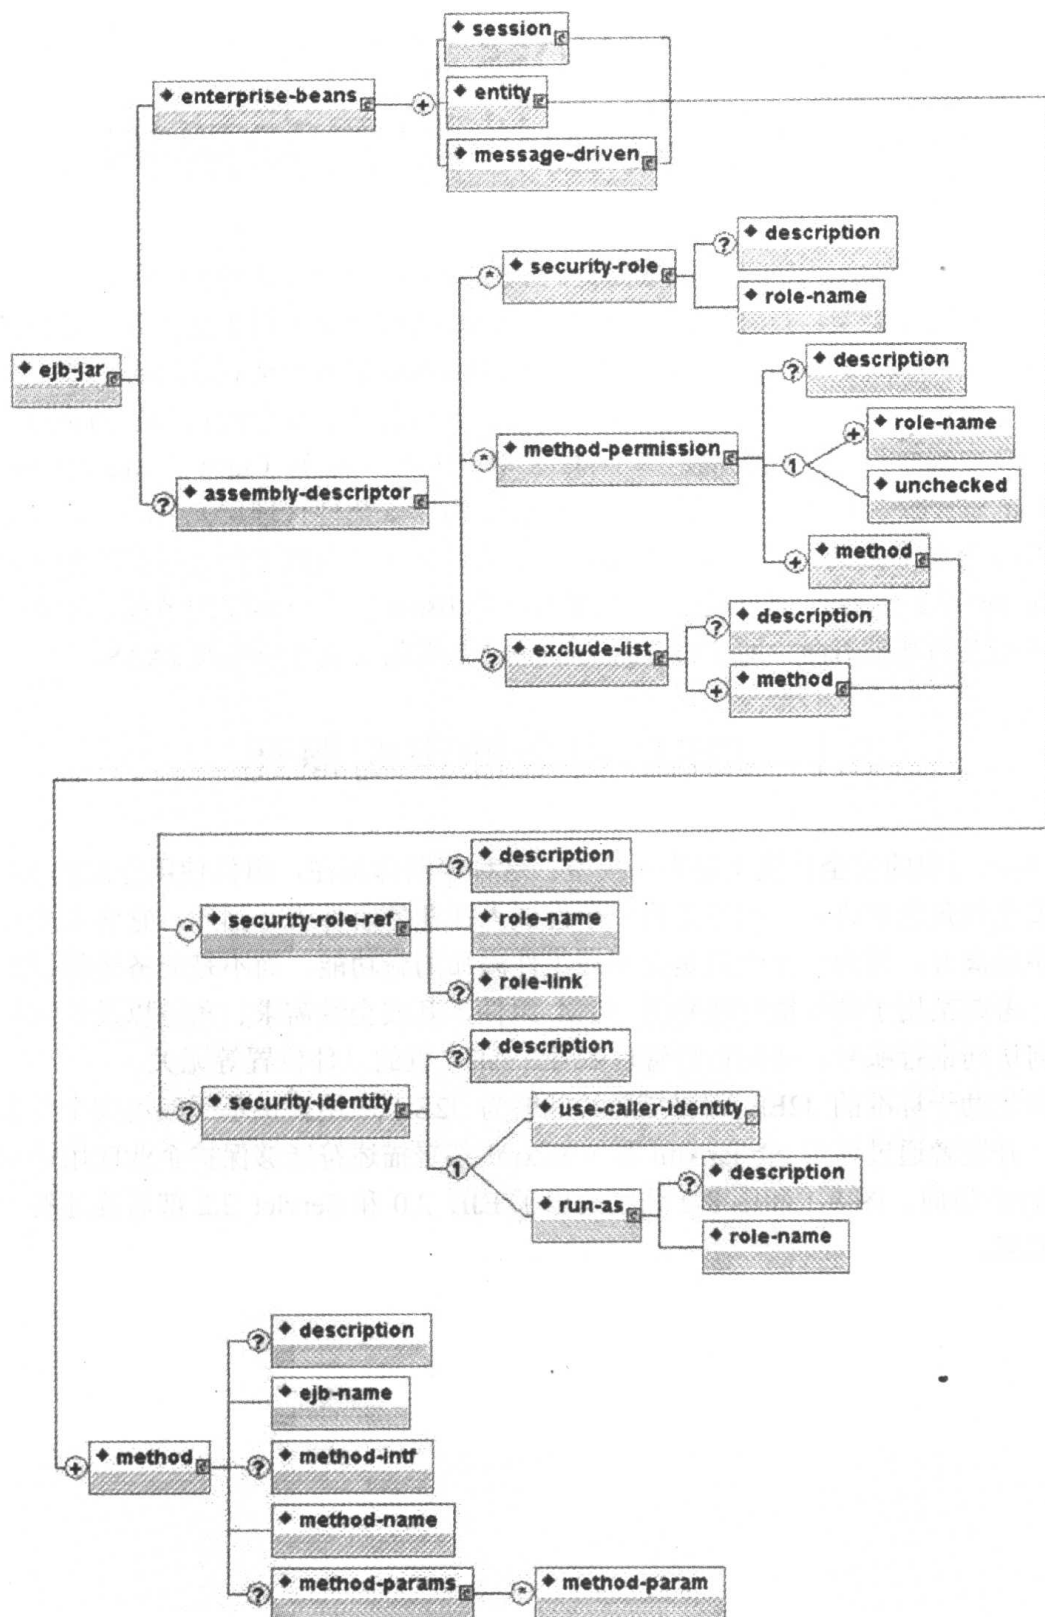 session
enterprise-beans
entity
message-driven
description
security-role
role-name
ejb-jar
description
role-name
method-permission
1
unchecked
assembly-descriptor
method
description
exclude-list
method
description
security-role-ref
role-name
role-link
description
security-identity
use-caller-identity
1
description
run-as
role-name
description
ejb-name
method
method-intf
method-name
method-params
method-param